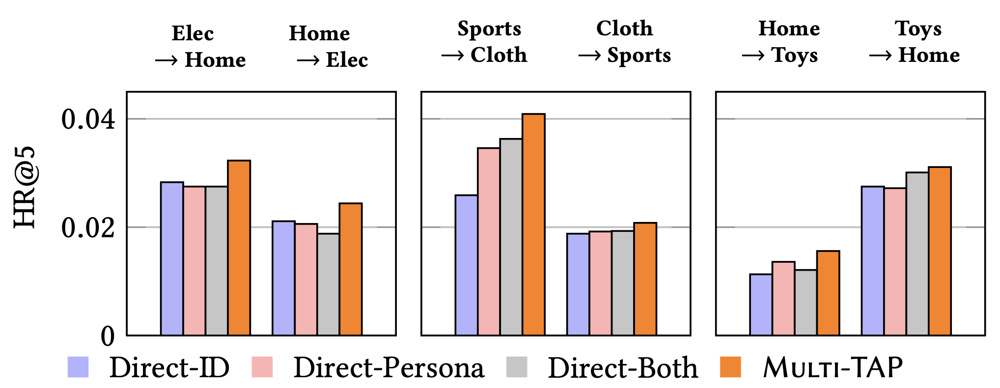 Elec
→ Home
Home
→ Elec
Sports
→ Cloth
Cloth
→ Sports
Home
→ Toys
Toys
→ Home
HR@5
0.04
0.02
0
Direct-ID Direct-Persona Direct-Both Multi-TAP